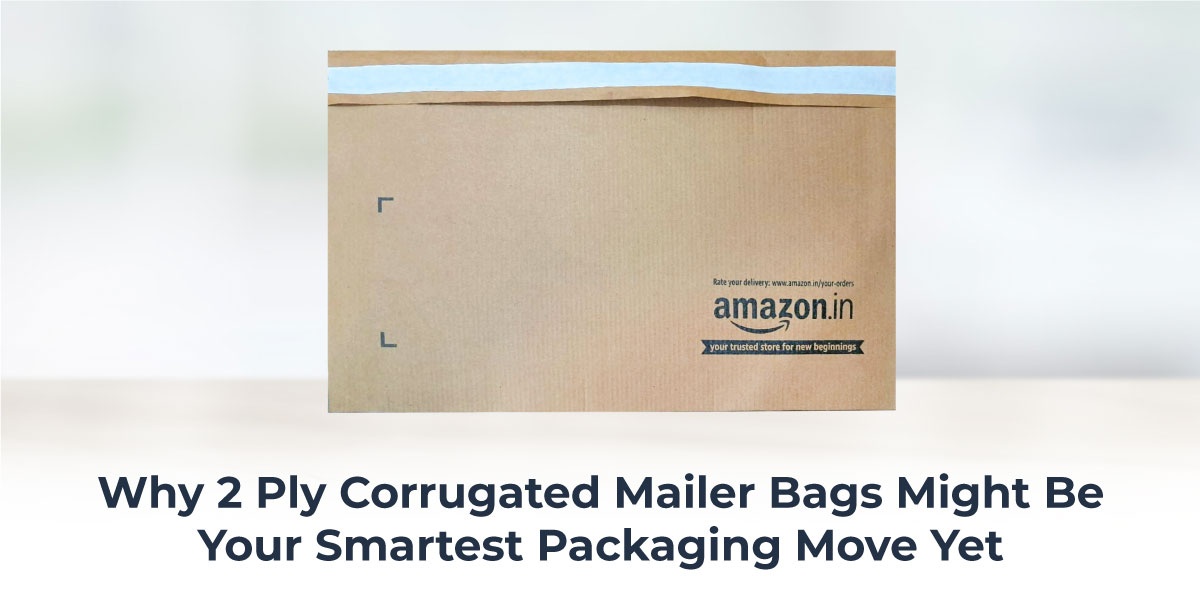 Rate your delivery: www.amazon.in/your-orders
amazon.in
your trusted store for new beginnings
Why 2 Ply Corrugated Mailer Bags Might Be
Your Smartest Packaging Move Yet